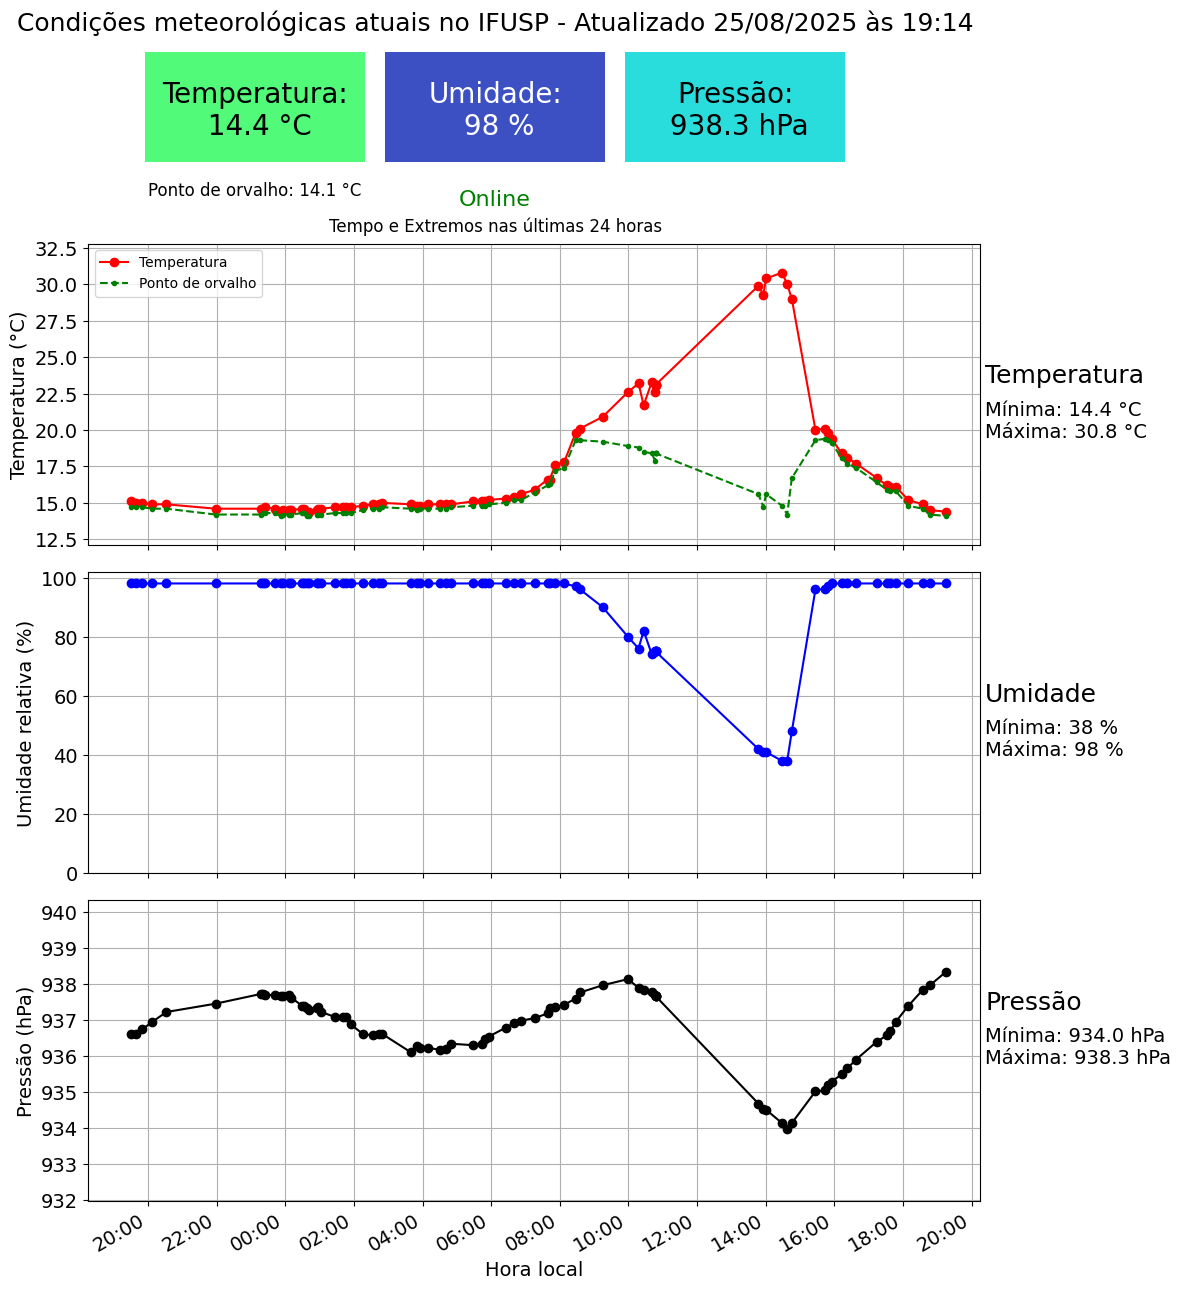 Condições meteorológicas atuais no IFUSP - Atualizado 25/08/2025 às 19:14
Temperatura:
14.4 °C
Umidade:
98 %
Pressão:
938.3 hPa
Ponto de orvalho: 14.1 °C
Online
Tempo e Extremos nas últimas 24 horas
Temperatura (°C)
32.5
30.0
27.5
25.0
22.5
20.0
17.5
15.0
12.5
Temperatura
Ponto de orvalho
Temperatura
Mínima: 14.4 °C
Máxima: 30.8 °C
Umidade relativa (%)
100
80
60
40
20
0
Umidade
Mínima: 38 %
Máxima: 98 %
Pressão (hPa)
940
939
938
937
936
935
934
933
932
Pressão
Mínima: 934.0 hPa
Máxima: 938.3 hPa
20:00
22:00
00:00
02:00
04:00
06:00
08:00
10:00
12:00
14:00
16:00
18:00
20:00
Hora local